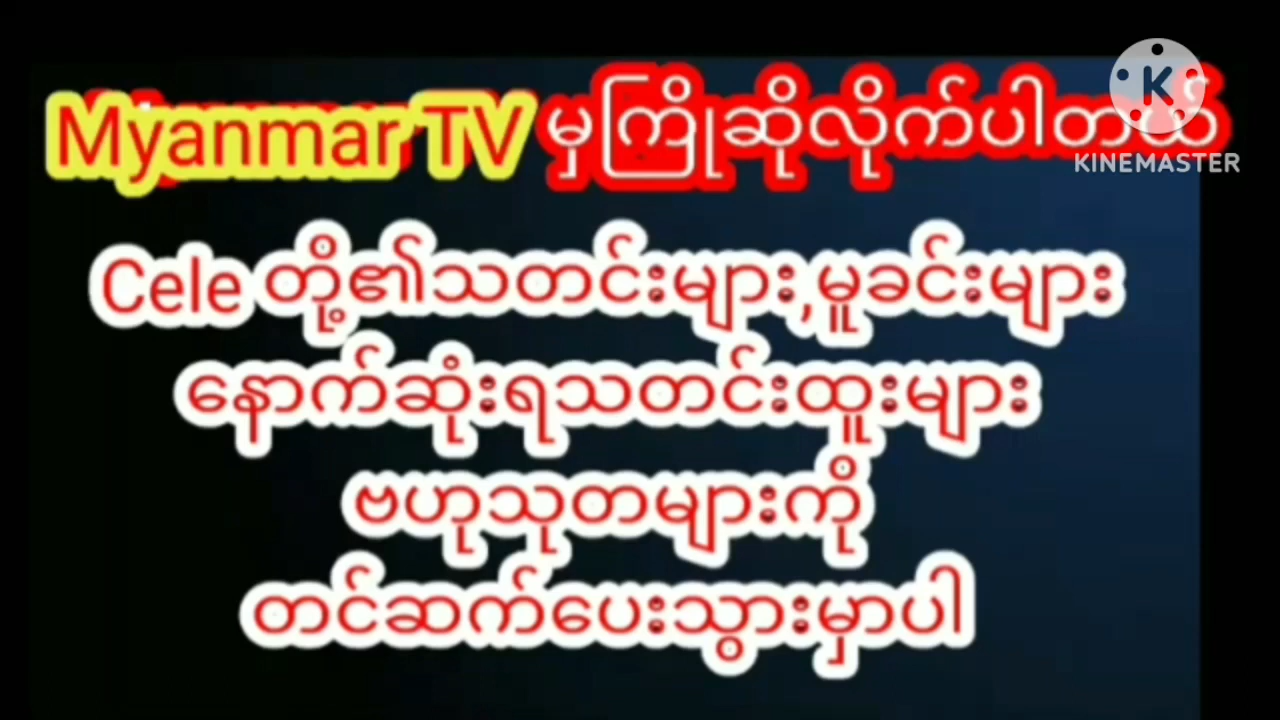 Myanmar TV မှကြိုဆိုလိုက်ပါတယ်
K
KINEMASTER
Cele တို့၏သတင်းများ,မှူခင်းများ
နောက်ဆုံးရသတင်းထူးများ
ဗဟုသုတများကို
တင်ဆက်ပေးသွားမှာပါ